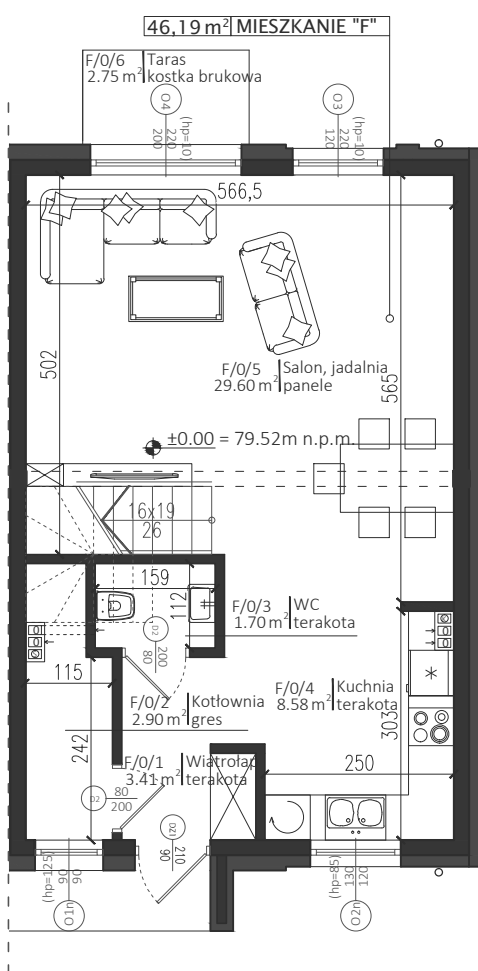 46,19 m² MIESZKANIE "F"
F/0/6 Taras
2.75 m² kostka brukowa
O4
220
200
(hp=10)
O3
220
120
(hp=10)
566,5
502
565
F/0/5 Salon, jadalnia
29.60 m² panele
±0.00 = 79.52m n.p.m.
16x19
26
159
112
F/0/3 WC
1.70 m² terakota
D2
200
80
115
F/0/2 Kotłownia
2.90 m² gres
F/0/4 Kuchnia
8.58 m² terakota
303
242
F/0/1 Wiatrołap
3.41 m² terakota
250
D2
80
200
DZ1
210
90
(hp=125)
90
90
O1n
(hp=85)
130
120
O2n